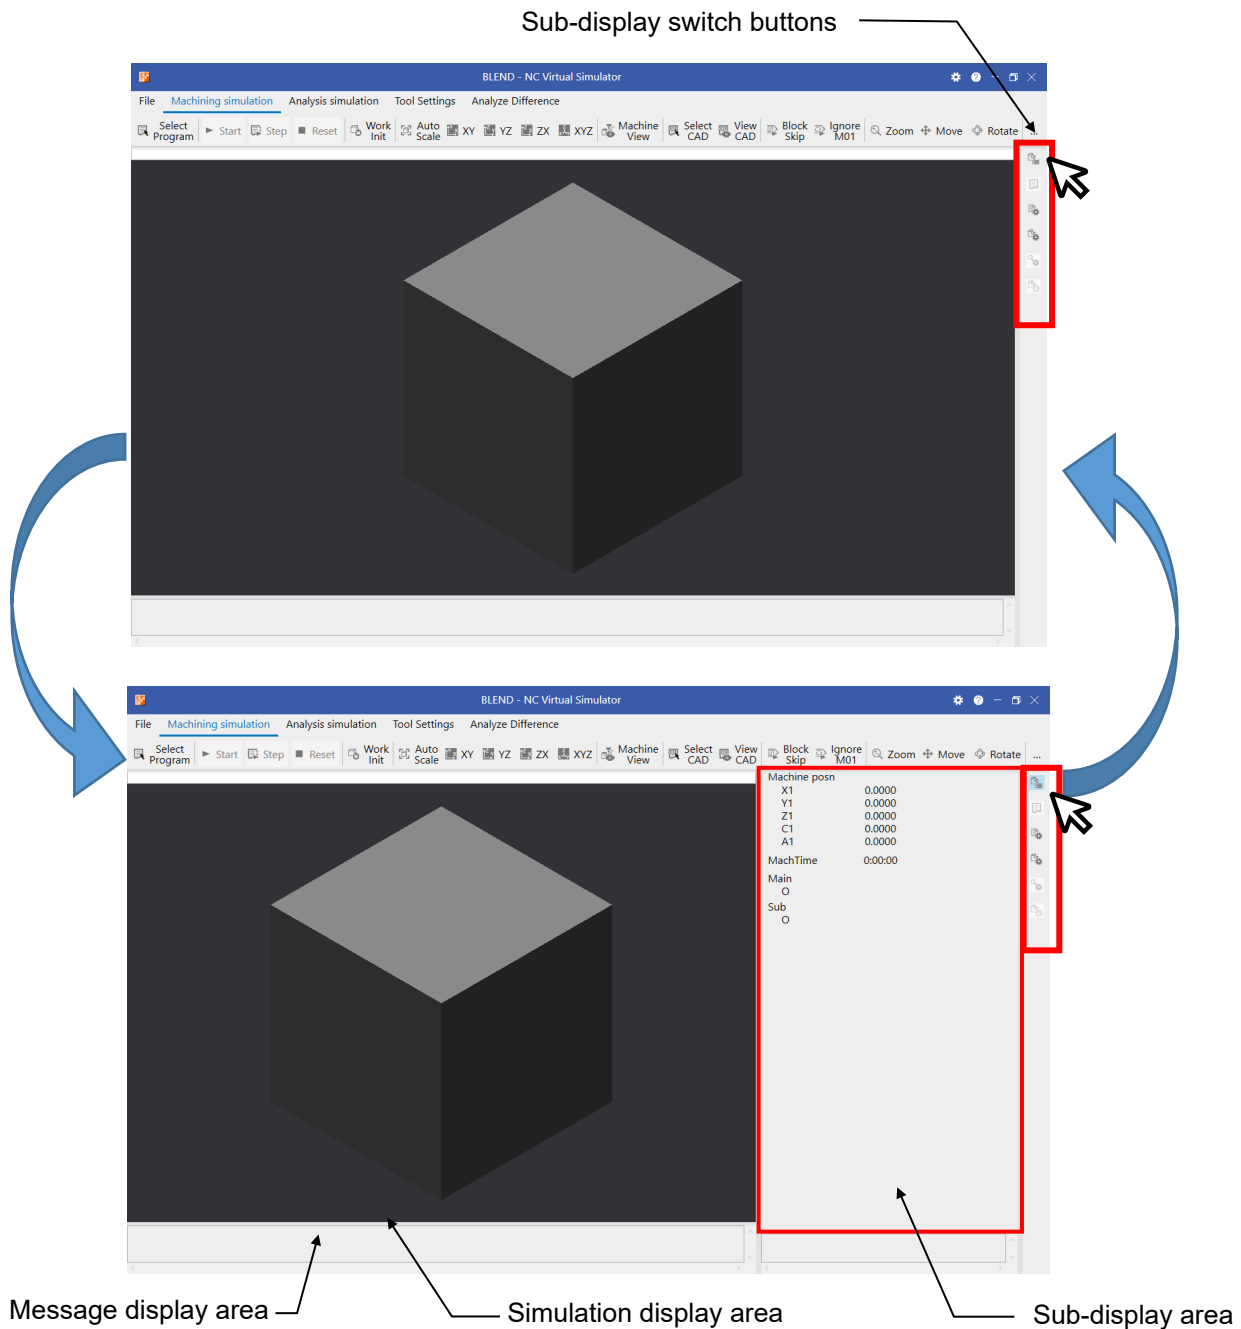 Sub-display switch buttons
BLEND - NC Virtual Simulator
File Machining simulation Analysis simulation Tool Settings Analyze Difference
Select Program Start Step Reset Work Init Auto Scale XY YZ ZX XYZ Machine View Select CAD View CAD Block Skip Ignore M01 Zoom Move Rotate ...
BLEND - NC Virtual Simulator
File Machining simulation Analysis simulation Tool Settings Analyze Difference
Select Program Start Step Reset Work Init Auto Scale XY YZ ZX XYZ Machine View Select CAD View CAD Block Skip Ignore M01 Zoom Move Rotate ...
Machine posn
X1 0.0000
Y1 0.0000
Z1 0.0000
C1 0.0000
A1 0.0000
MachTime 0:00:00
Main
O
Sub
O
Message display area
Simulation display area
Sub-display area